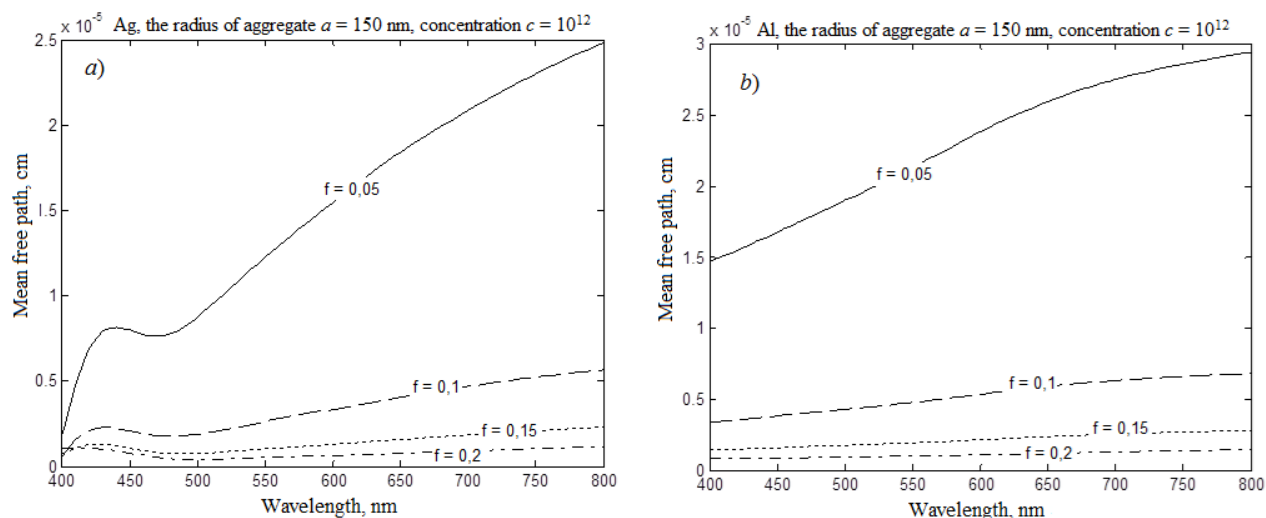 × 10⁻⁵ Ag, the radius of aggregate a = 150 nm, concentration c = 10¹²
2.5
a)
2
1.5
1
0.5
0
Mean free path, cm
f = 0,05
f = 0,1
f = 0,15
f = 0,2
400 450 500 550 600 650 700 750 800
Wavelength, nm
× 10⁻⁵ Al, the radius of aggregate a = 150 nm, concentration c = 10¹²
3
b)
2.5
2
1.5
1
0.5
0
Mean free path, cm
f = 0,05
f = 0,1
f = 0,15
f = 0,2
400 450 500 550 600 650 700 750 800
Wavelength, nm